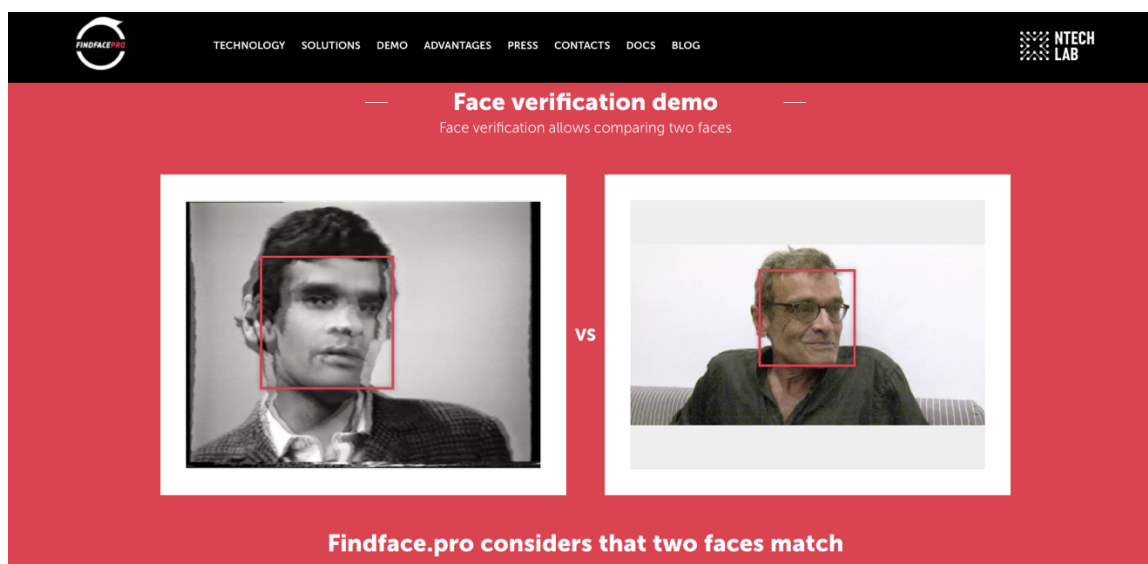 FINDFACEPRO
TECHNOLOGY SOLUTIONS DEMO ADVANTAGES PRESS CONTACTS DOCS BLOG
NTECH
LAB
Face verification demo
Face verification allows comparing two faces
VS
Findface.pro considers that two faces match